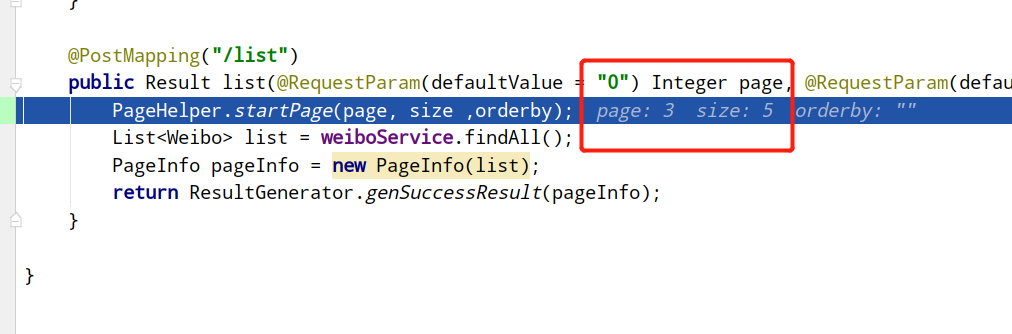 }
@PostMapping("/list")
public Result list(@RequestParam(defaultValue = "0") Integer page, @RequestParam(defau
PageHelper.startPage(page, size ,orderby); page: 3 size: 5 orderby: ""
List<Weibo> list = weiboService.findAll();
PageInfo pageInfo = new PageInfo(list);
return ResultGenerator.genSuccessResult(pageInfo);
}
}